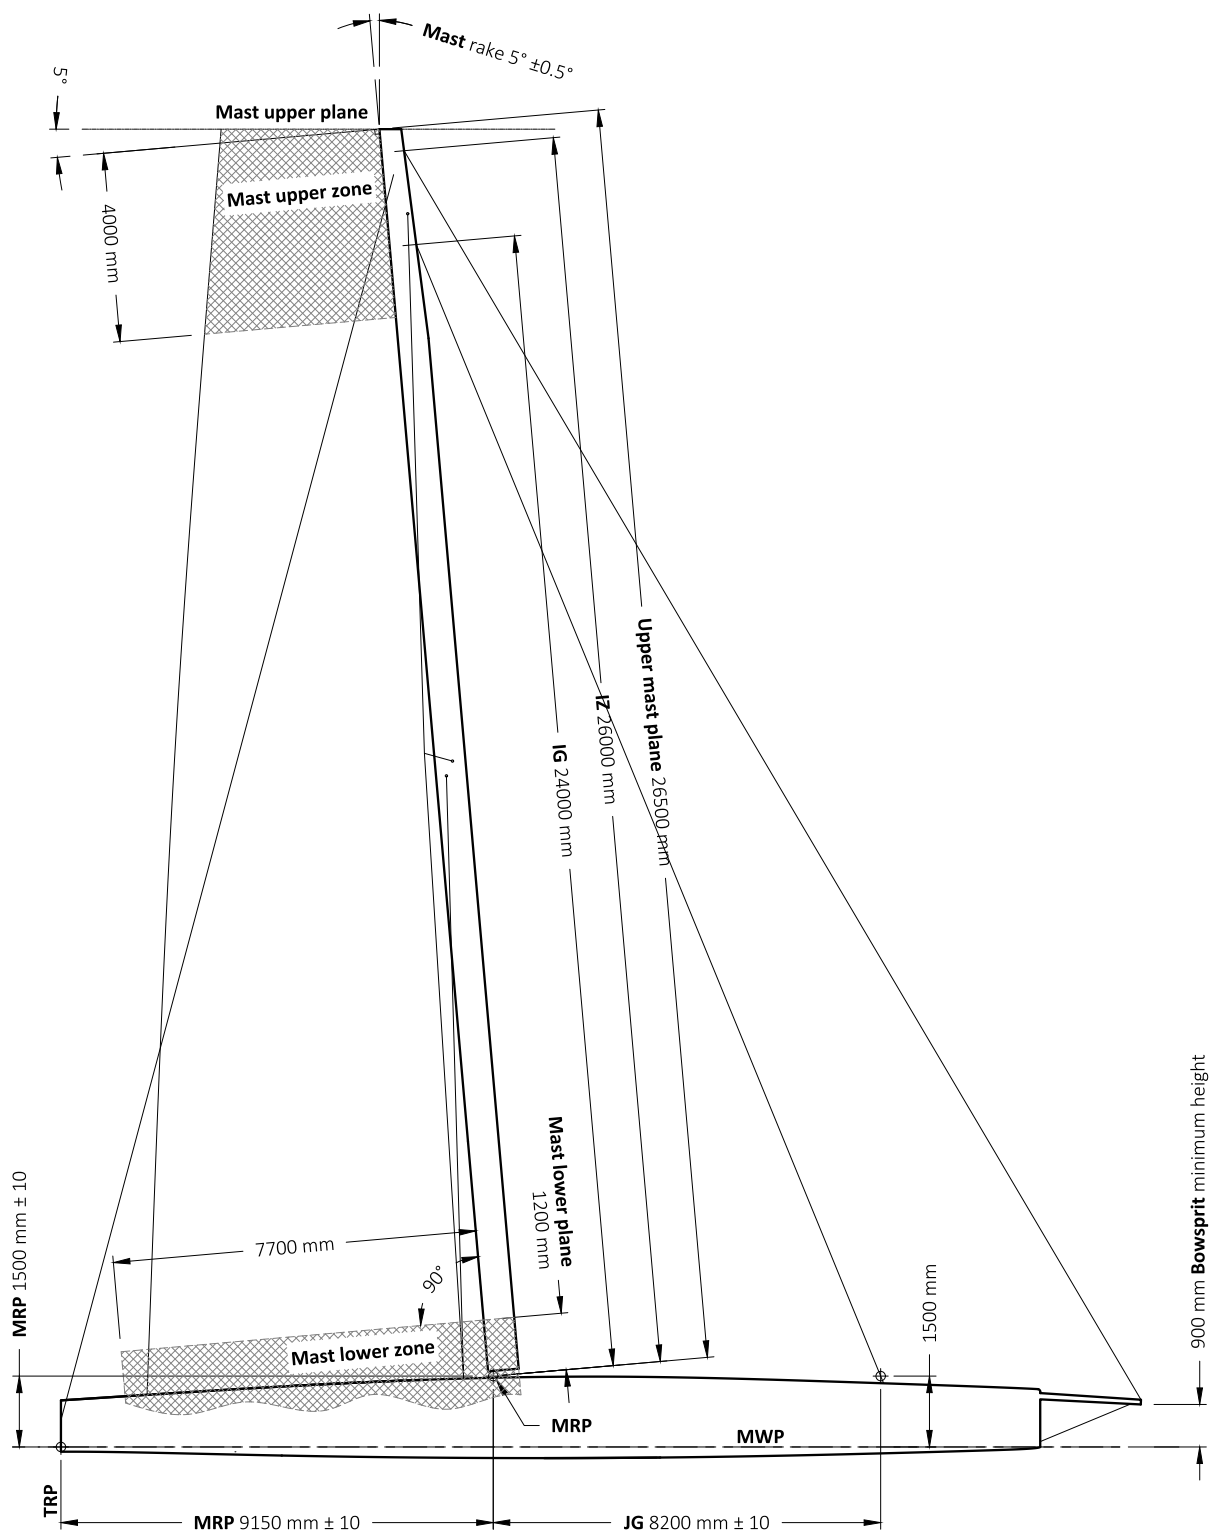 Mast rake 5° ±0.5°
5°
Mast upper plane
Mast upper zone
4000 mm
Upper mast plane 26500 mm
IZ 26000 mm
IG 24000 mm
Mast lower plane
1200 mm
7700 mm
90°
Mast lower zone
MRP 1500 mm ± 10
1500 mm
900 mm Bowsprit minimum height
MRP
MWP
TRP
MRP 9150 mm ± 10
JG 8200 mm ± 10